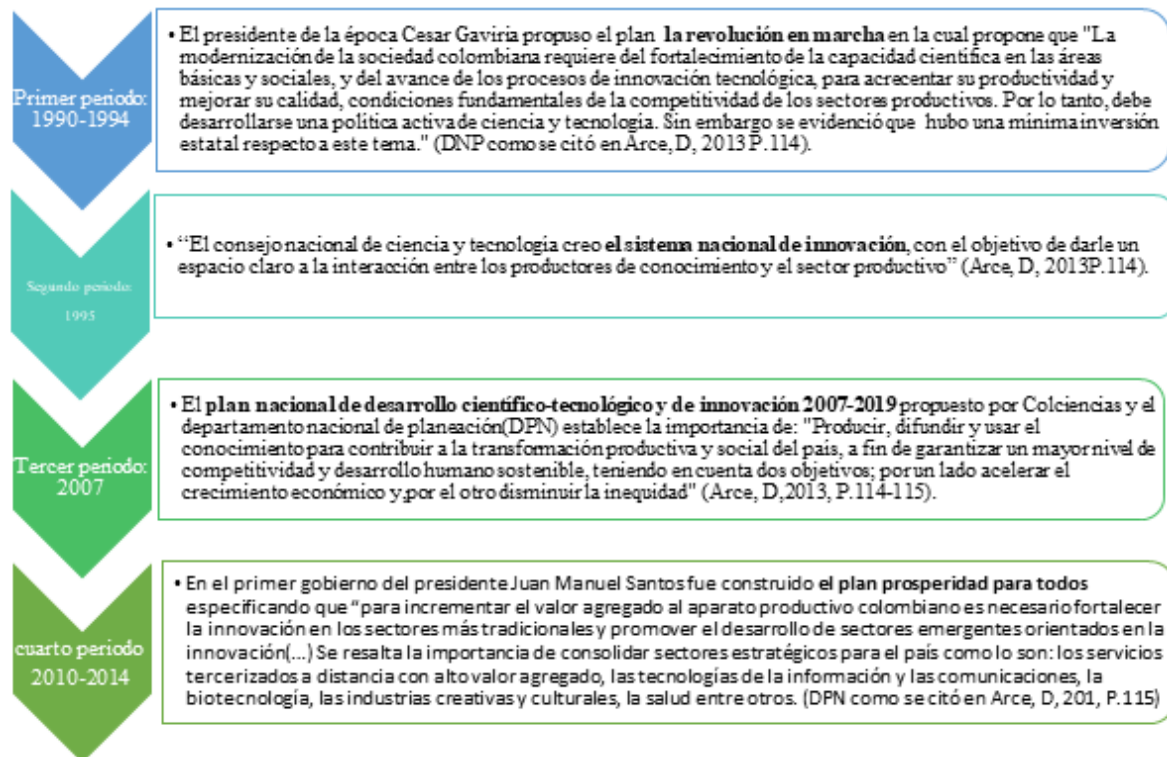 Primer periodo:
1990-1994
• El presidente de la época Cesar Gaviria propuso el plan la revolución en marcha en la cual propone que "La
modernización de la sociedad colombiana requiere del fortalecimiento de la capacidad científica en las áreas
básicas y sociales, y del avance de los procesos de innovación tecnológica, para acrecentar su productividad y
mejorar su calidad, condiciones fundamentales de la competitividad de los sectores productivos. Por lo tanto, debe
desarrollarse una política activa de ciencia y tecnología. Sin embargo se evidenció que hubo una mínima inversión
estatal respecto a este tema." (DNP como se citó en Arce, D, 2013 P.114).
Segundo periodo:
1995
• “El consejo nacional de ciencia y tecnología creo el sistema nacional de innovación, con el objetivo de darle un
espacio claro a la interacción entre los productores de conocimiento y el sector productivo” (Arce, D, 2013P.114).
Tercer periodo:
2007
• El plan nacional de desarrollo científico-tecnológico y de innovación 2007-2019 propuesto por Colciencias y el
departamento nacional de planeación(DPN) establece la importancia de: "Producir, difundir y usar el
conocimiento para contribuir a la transformación productiva y social del país, a fin de garantizar un mayor nivel de
competitividad y desarrollo humano sostenible, teniendo en cuenta dos objetivos; por un lado acelerar el
crecimiento económico y,por el otro disminuir la inequidad" (Arce, D,2013, P.114-115).
cuarto periodo
2010-2014
• En el primer gobierno del presidente Juan Manuel Santos fue construido el plan prosperidad para todos
especificando que “para incrementar el valor agregado al aparato productivo colombiano es necesario fortalecer
la innovación en los sectores más tradicionales y promover el desarrollo de sectores emergentes orientados en la
innovación(...) Se resalta la importancia de consolidar sectores estratégicos para el país como lo son: los servicios
tercerizados a distancia con alto valor agregado, las tecnologías de la información y las comunicaciones, la
biotecnología, las industrias creativas y culturales, la salud entre otros. (DPN como se citó en Arce, D, 201, P.115)